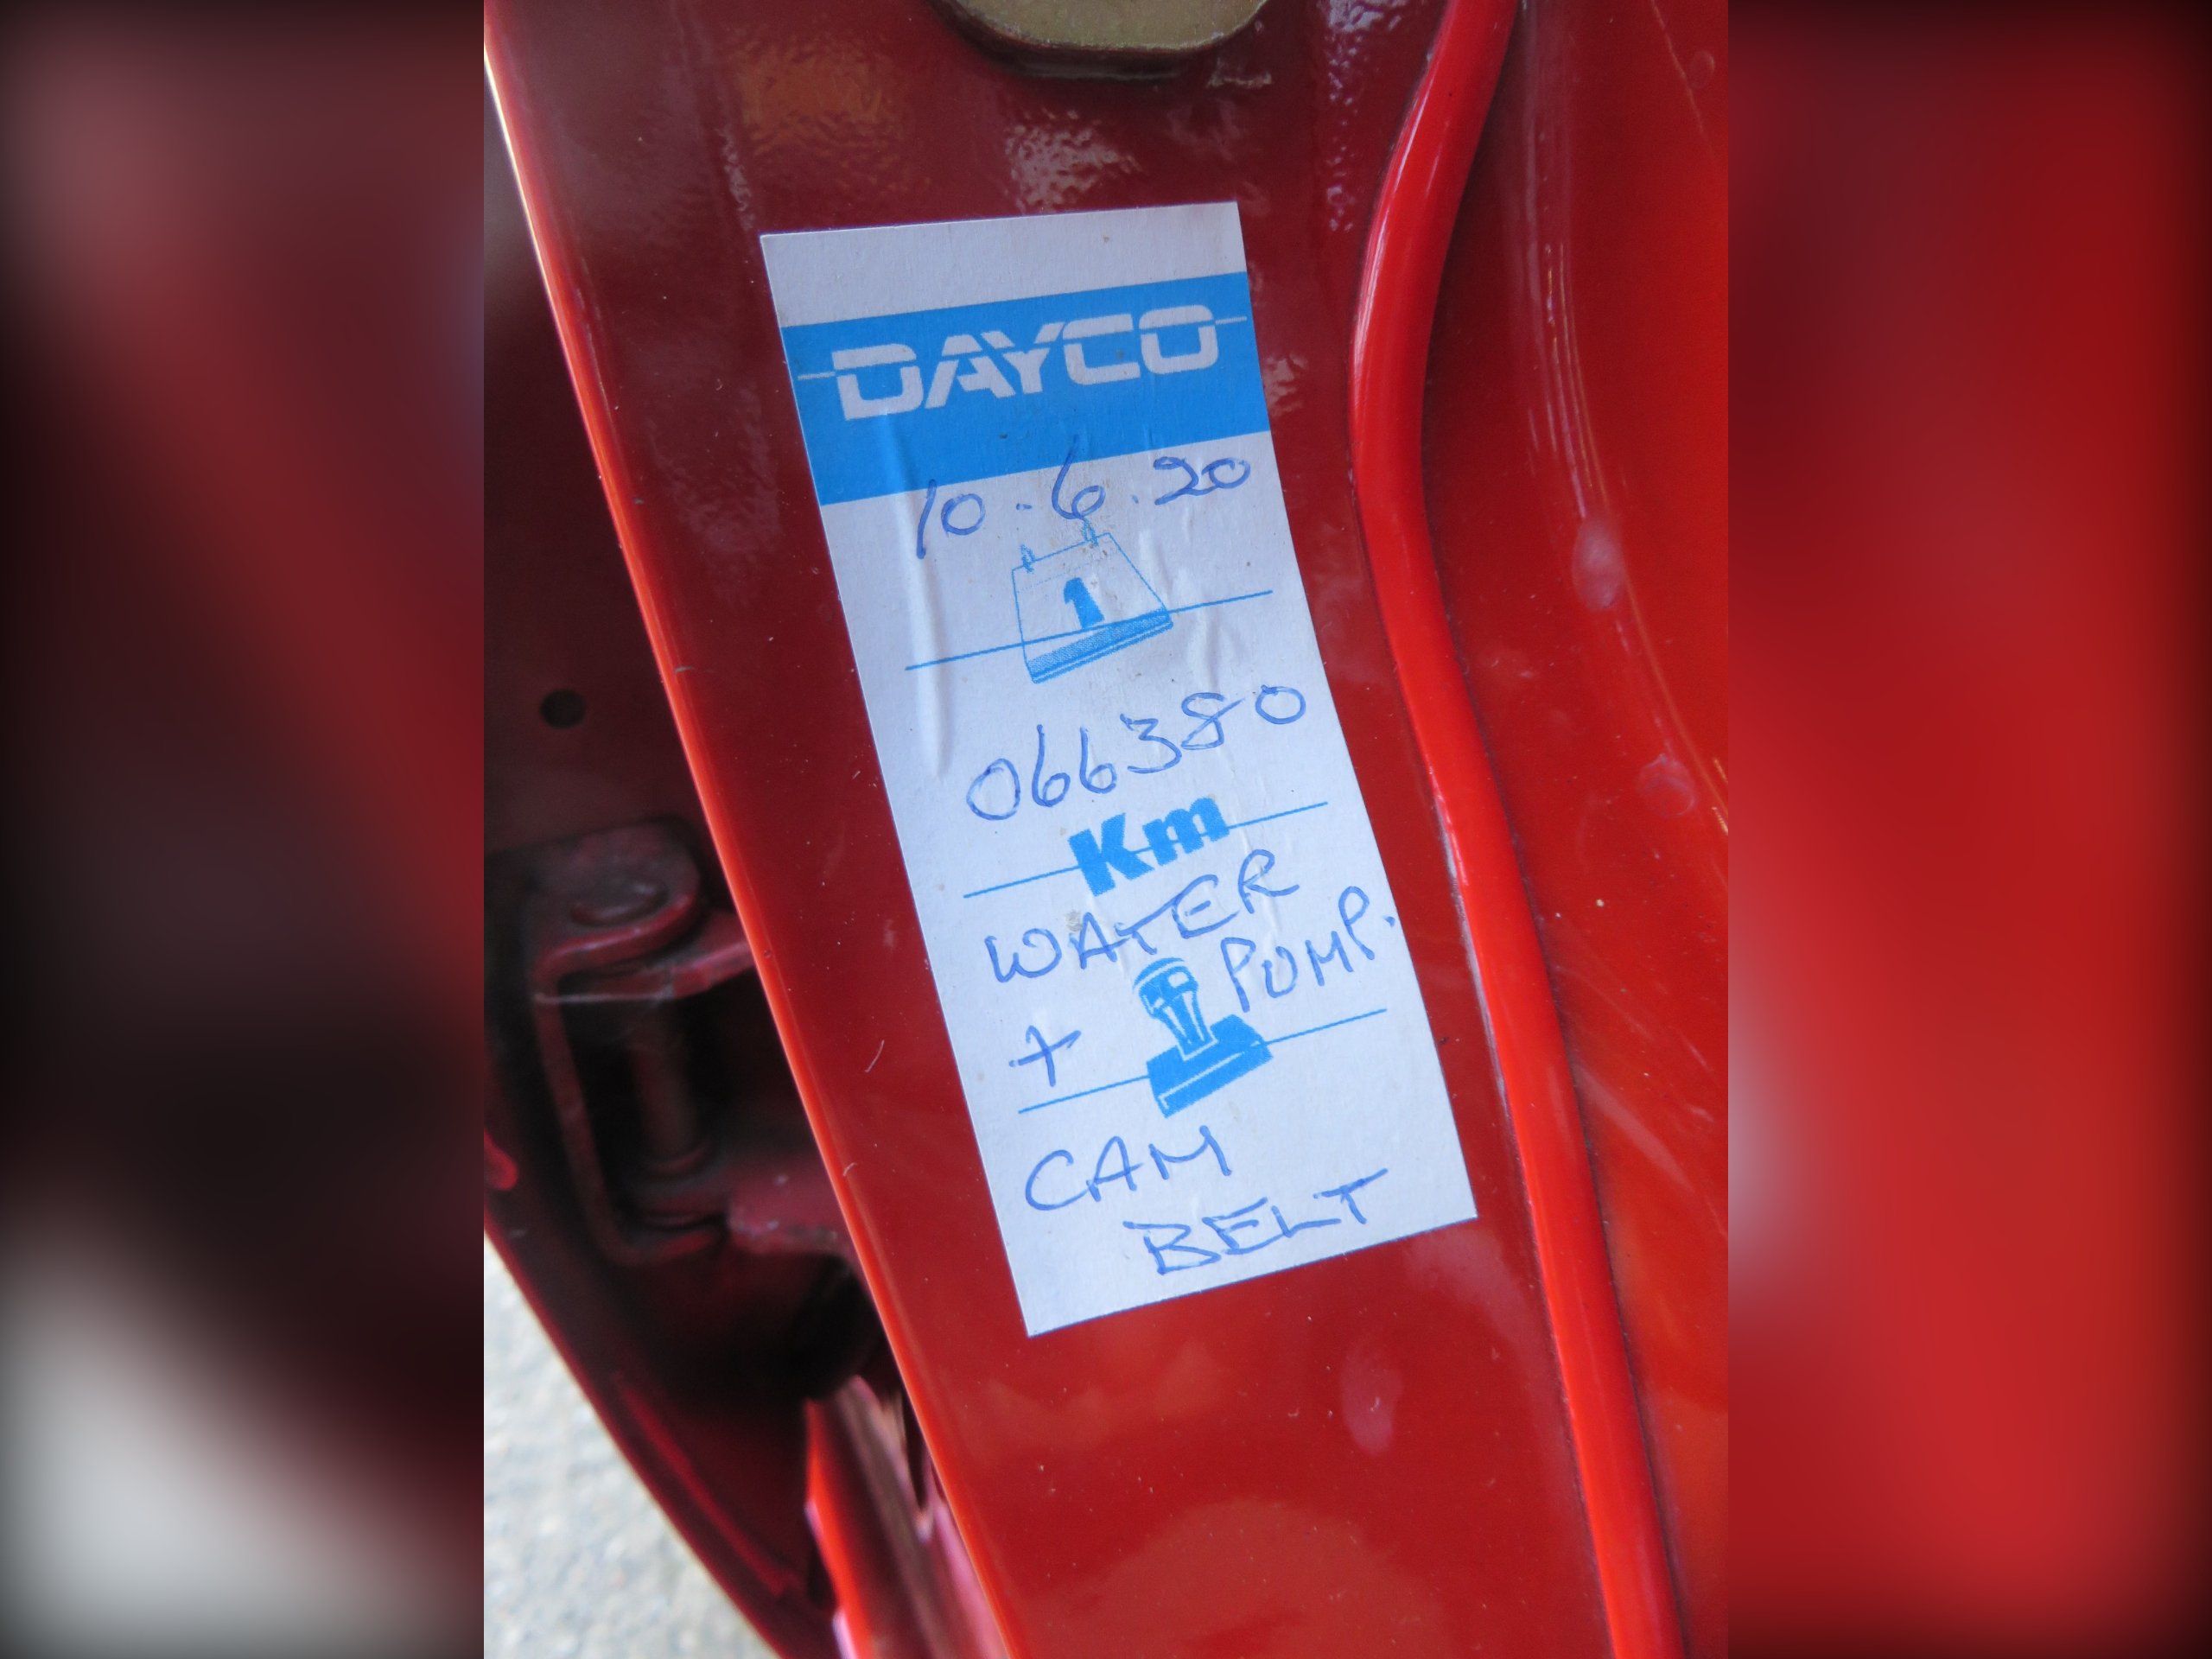 DAYCO
10.6.20
1
066380
Km
WATER
PUMP.
+
CAM
BELT